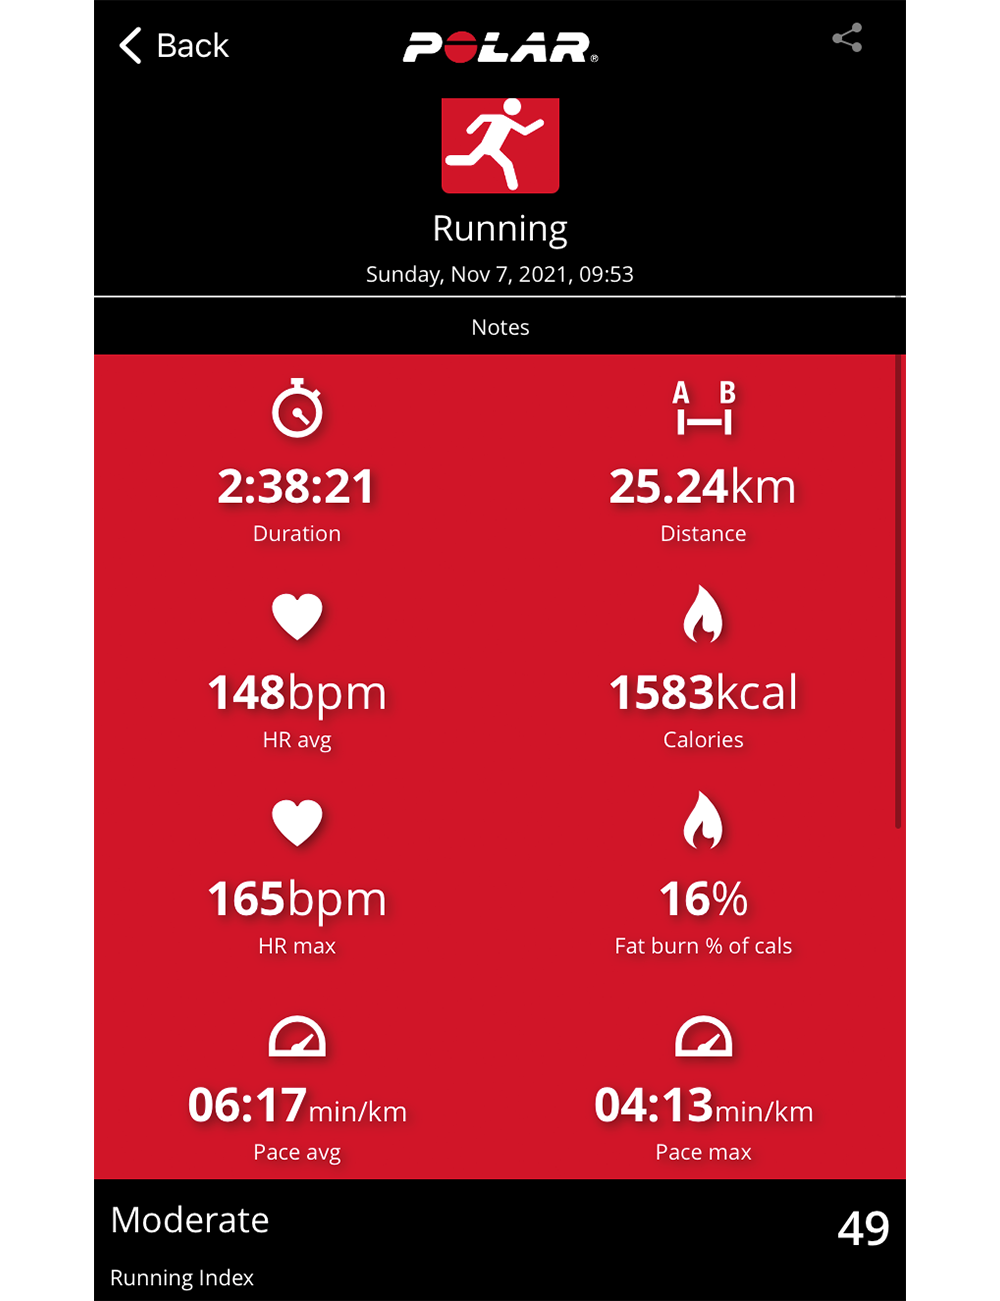 Back
POLAR®
Running
Sunday, Nov 7, 2021, 09:53
Notes
A B
2:38:21
Duration
25.24km
Distance
148bpm
HR avg
1583kcal
Calories
165bpm
HR max
16%
Fat burn % of cals
06:17min/km
Pace avg
04:13min/km
Pace max
Moderate
49
Running Index